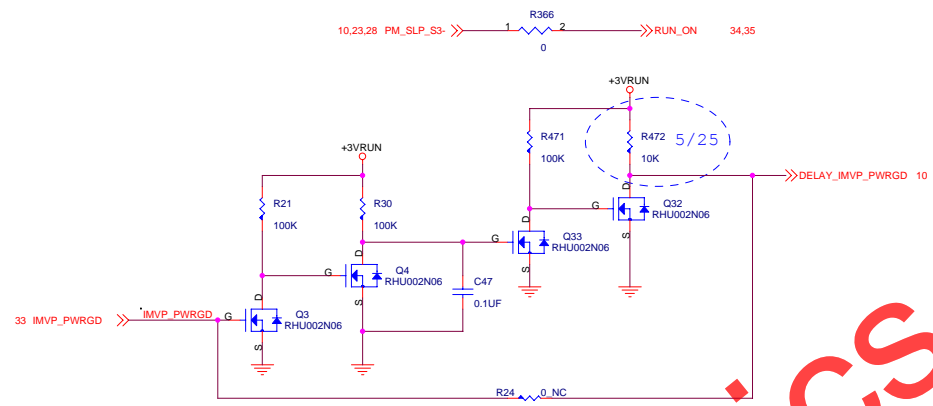 R366
10,23,28 PM_SLP_S3-
1
2
RUN_ON
34,35
0
+3VRUN
R471
100K
R472
10K
5/25
+3VRUN
DELAY_IMVP_PWRGD 10
R21
100K
R30
100K
D
G
S
Q32
RHU002N06
D
G
S
Q33
RHU002N06
D
G
S
Q4
RHU002N06
C47
0.1UF
33 IMVP_PWRGD
IMVP_PWRGD
D
G
S
Q3
RHU002N06
R24
0_NC
.cs